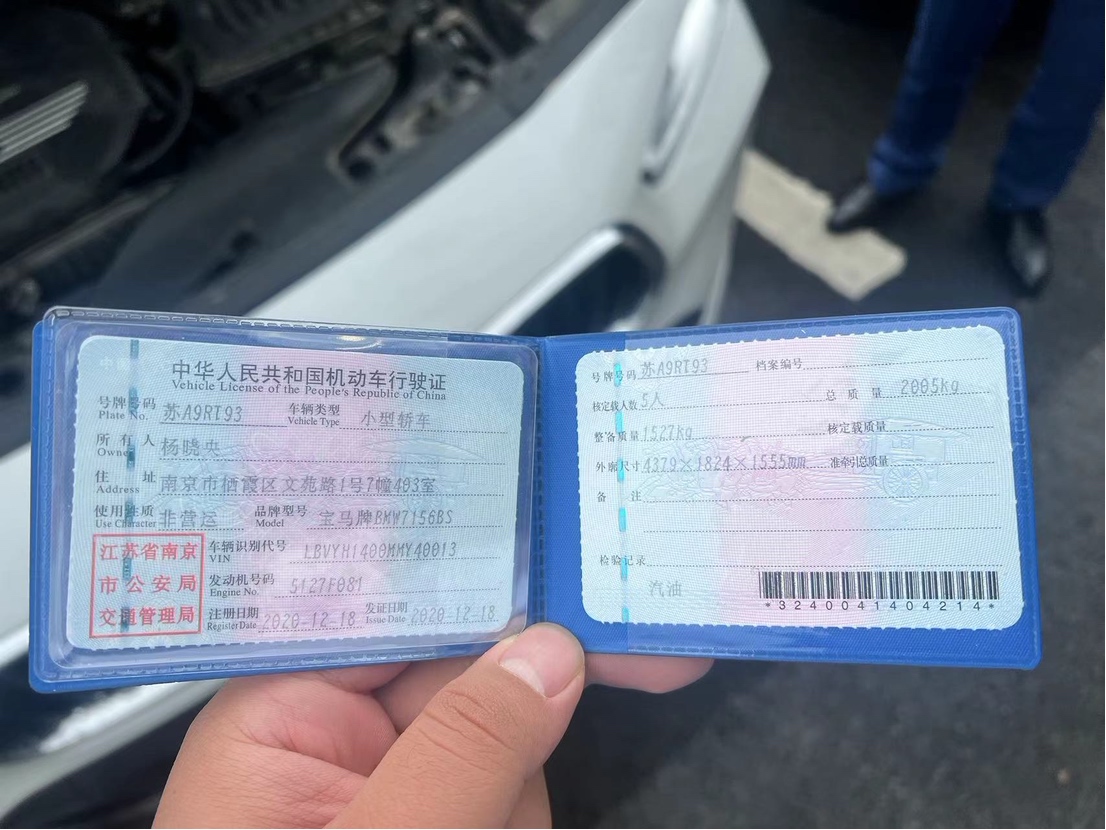 中华人民共和国机动车行驶证
Vehicle License of the People's Republic of China
号牌号码 苏A9RT93 车辆类型 小型轿车
Plate No. Vehicle Type
所有人 杨晓央
Owner
住址 南京市栖霞区文苑路1号7幢493室
Address
使用性质 非营运 品牌型号 宝马牌BMW7156BS
Use Character Model
江苏省南京
市公安局
交通管理局
车辆识别代号 LBVYH1400MMY40013
VIN
发动机号码 5127F081
Engine No.
注册日期 2020-12-18 发证日期 2020-12-18
Register Date Issue Date
号牌号码 苏A9RT93 档案编号
核定载人数 5人 总质量 2005kg
整备质量 1527kg 核定载质量
外廓尺寸 4379×1824×1555mm 准牵引总质量
备注
检验记录
汽油
*3240041404214*